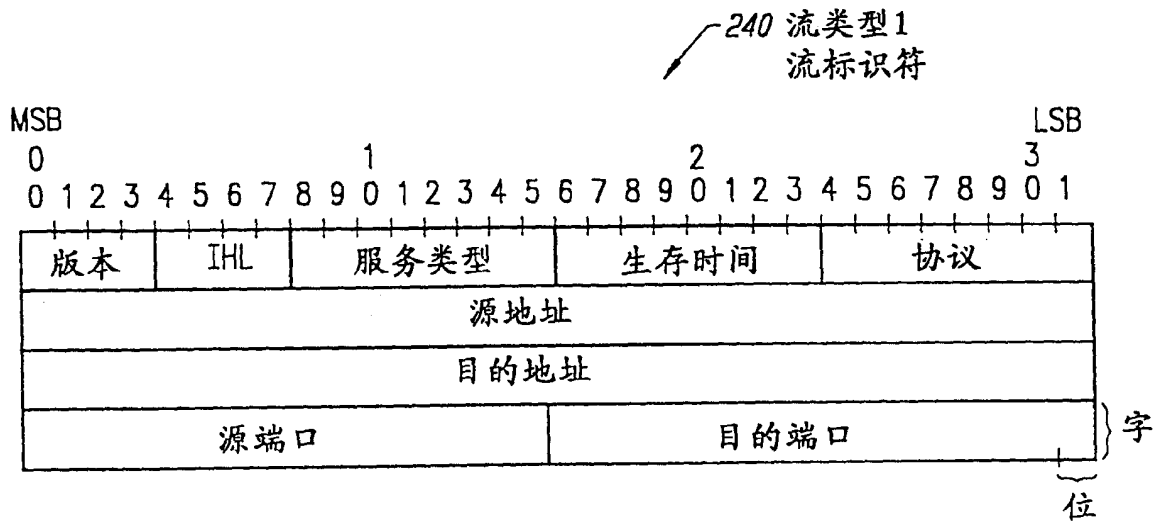 240 流类型1
流标识符
MSB LSB
0 1 2 3
0 1 2 3 4 5 6 7 8 9 0 1 2 3 4 5 6 7 8 9 0 1 2 3 4 5 6 7 8 9 0 1
版本 IHL 服务类型 生存时间 协议
源地址
目的地址
源端口 目的端口 字
位